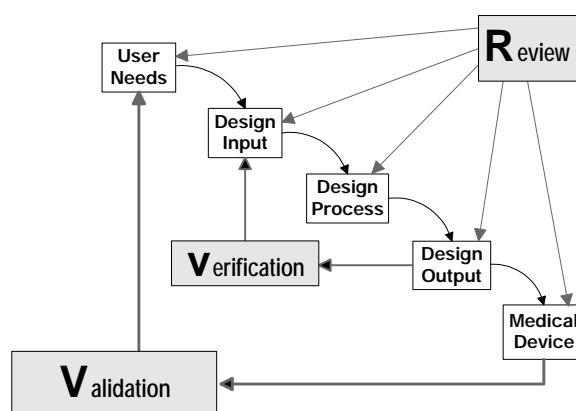 User
Needs
Review
Design
Input
Design
Process
Verification
Design
Output
Medical
Device
Validation